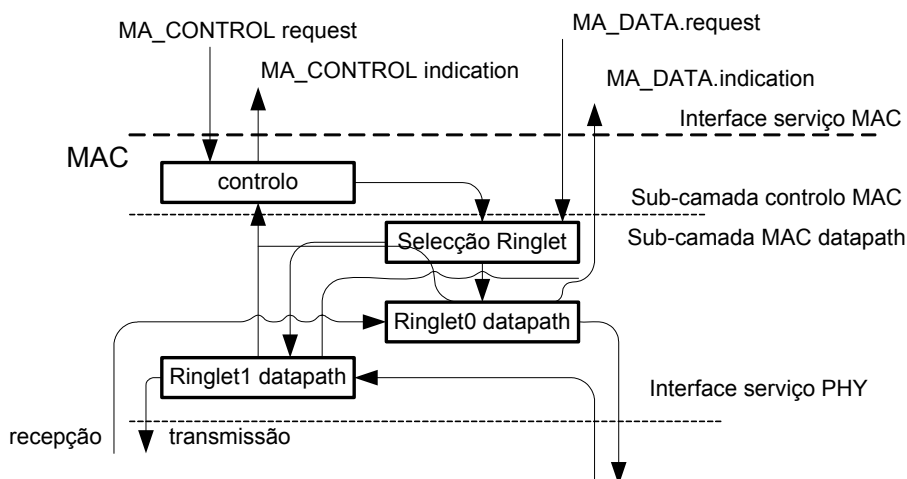 MA_CONTROL request
MA_DATA.request
MA_CONTROL indication
MA_DATA.indication
Interface serviço MAC
MAC
controlo
Sub-camada controlo MAC
Selecção Ringlet
Sub-camada MAC datapath
Ringlet0 datapath
Ringlet1 datapath
Interface serviço PHY
recepção
transmissão